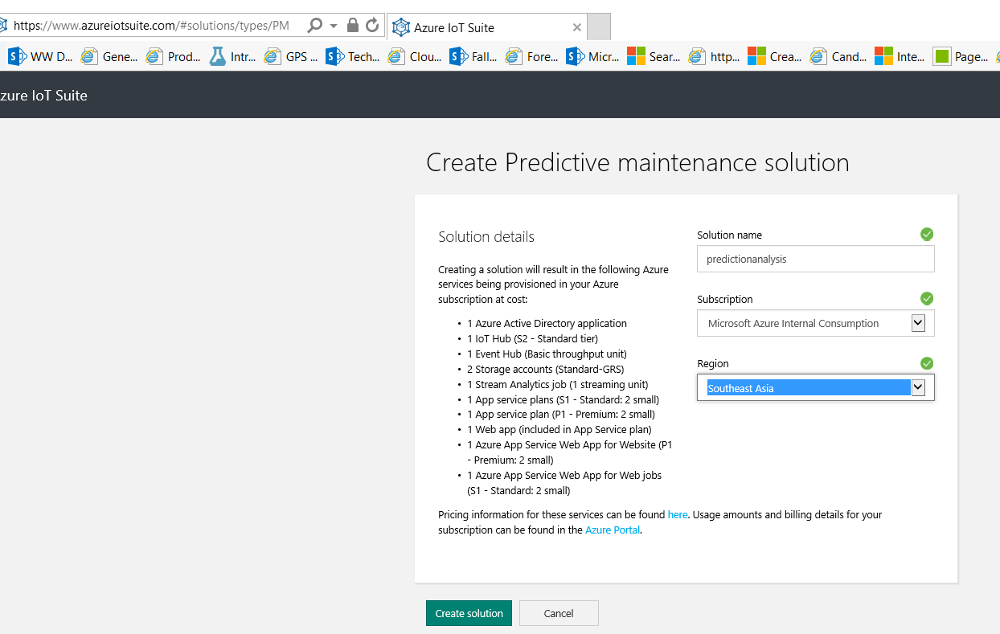 https://www.azureiotsuite.com/#solutions/types/PM
Azure IoT Suite
WW D... Gene... Prod... Intr... GPS ... Tech... Clou... Fall... Fore... Micr... Sear... http... Crea... Cand... Inte... Page...
zure IoT Suite
Create Predictive maintenance solution
Solution details
Creating a solution will result in the following Azure
services being provisioned in your Azure
subscription at cost:
• 1 Azure Active Directory application
• 1 IoT Hub (S2 - Standard tier)
• 1 Event Hub (Basic throughput unit)
• 2 Storage accounts (Standard-GRS)
• 1 Stream Analytics job (1 streaming unit)
• 1 App service plans (S1 - Standard: 2 small)
• 1 App service plan (P1 - Premium: 2 small)
• 1 Web app (included in App Service plan)
• 1 Azure App Service Web App for Website (P1
- Premium: 2 small)
• 1 Azure App Service Web App for Web jobs
(S1 - Standard: 2 small)
Solution name
predictionanalysis
Subscription
Microsoft Azure Internal Consumption
Region
Southeast Asia
Pricing information for these services can be found here. Usage amounts and billing details for your
subscription can be found in the Azure Portal.
Create solution
Cancel